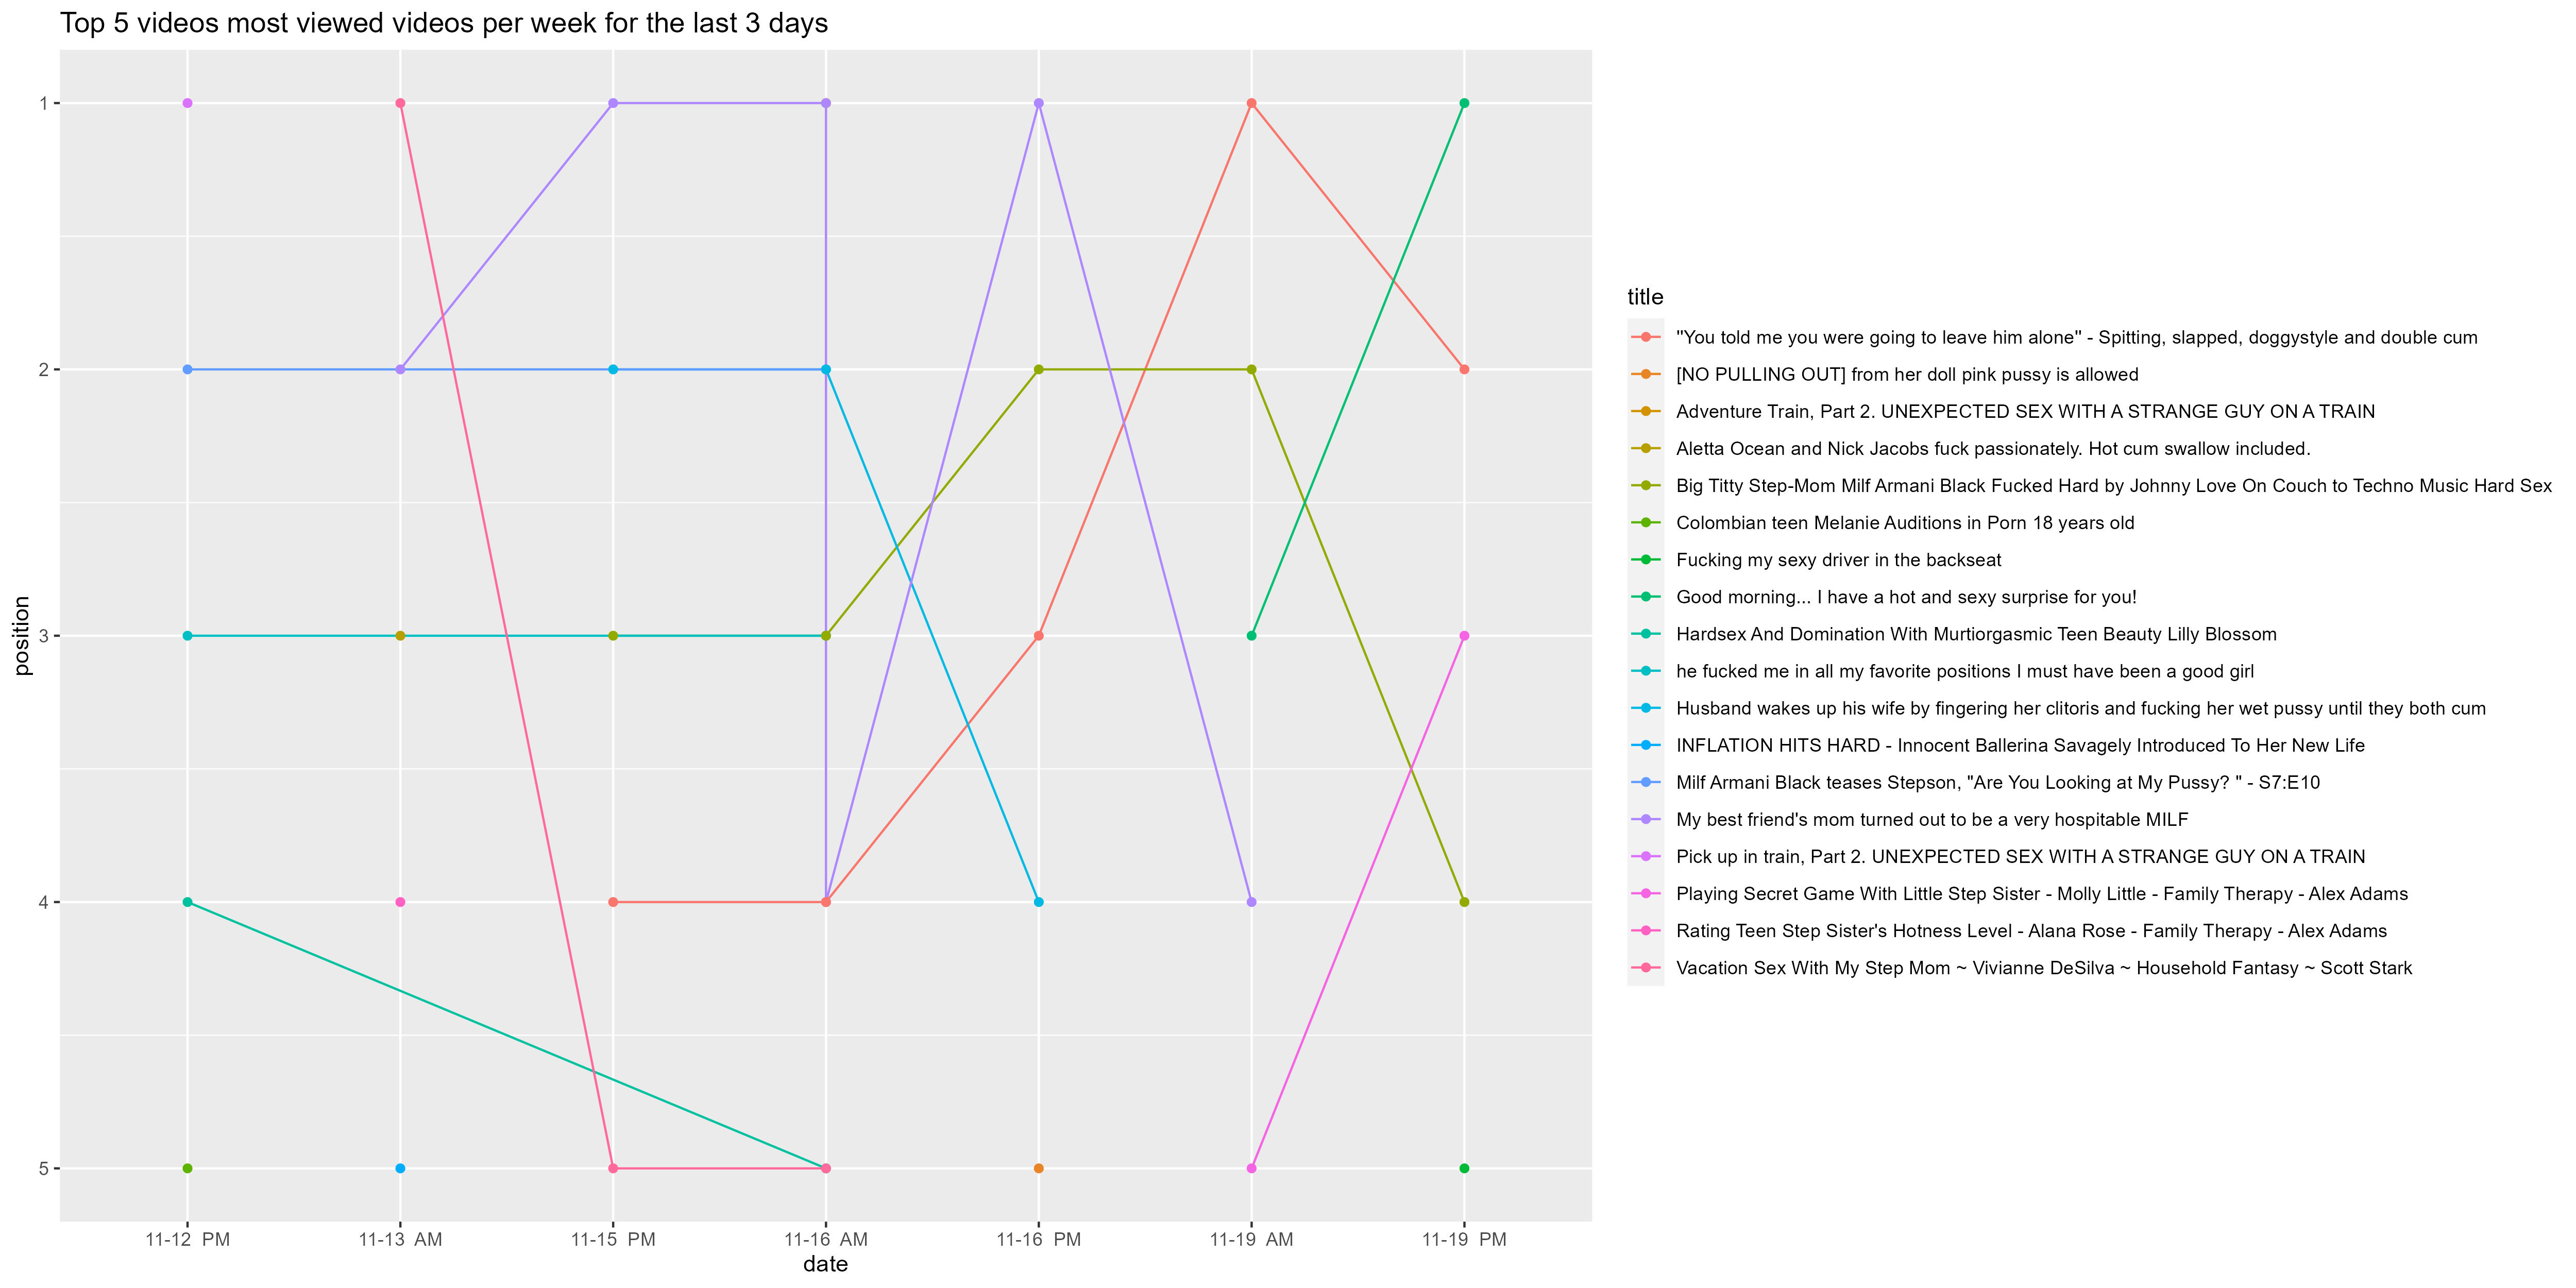 Top 5 videos most viewed videos per week for the last 3 days
position
1
2
3
4
5
11-12 PM
11-13 AM
11-15 PM
11-16 AM
11-16 PM
11-19 AM
11-19 PM
date
title
"You told me you were going to leave him alone" - Spitting, slapped, doggystyle and double cum
[NO PULLING OUT] from her doll pink pussy is allowed
Adventure Train, Part 2. UNEXPECTED SEX WITH A STRANGE GUY ON A TRAIN
Aletta Ocean and Nick Jacobs fuck passionately. Hot cum swallow included.
Big Titty Step-Mom Milf Armani Black Fucked Hard by Johnny Love On Couch to Techno Music Hard Sex
Colombian teen Melanie Auditions in Porn 18 years old
Fucking my sexy driver in the backseat
Good morning... I have a hot and sexy surprise for you!
Hardsex And Domination With Murtiorgasmic Teen Beauty Lilly Blossom
he fucked me in all my favorite positions I must have been a good girl
Husband wakes up his wife by fingering her clitoris and fucking her wet pussy until they both cum
INFLATION HITS HARD - Innocent Ballerina Savagely Introduced To Her New Life
Milf Armani Black teases Stepson, "Are You Looking at My Pussy? " - S7:E10
My best friend's mom turned out to be a very hospitable MILF
Pick up in train, Part 2. UNEXPECTED SEX WITH A STRANGE GUY ON A TRAIN
Playing Secret Game With Little Step Sister - Molly Little - Family Therapy - Alex Adams
Rating Teen Step Sister's Hotness Level - Alana Rose - Family Therapy - Alex Adams
Vacation Sex With My Step Mom ~ Vivianne DeSilva ~ Household Fantasy ~ Scott Stark